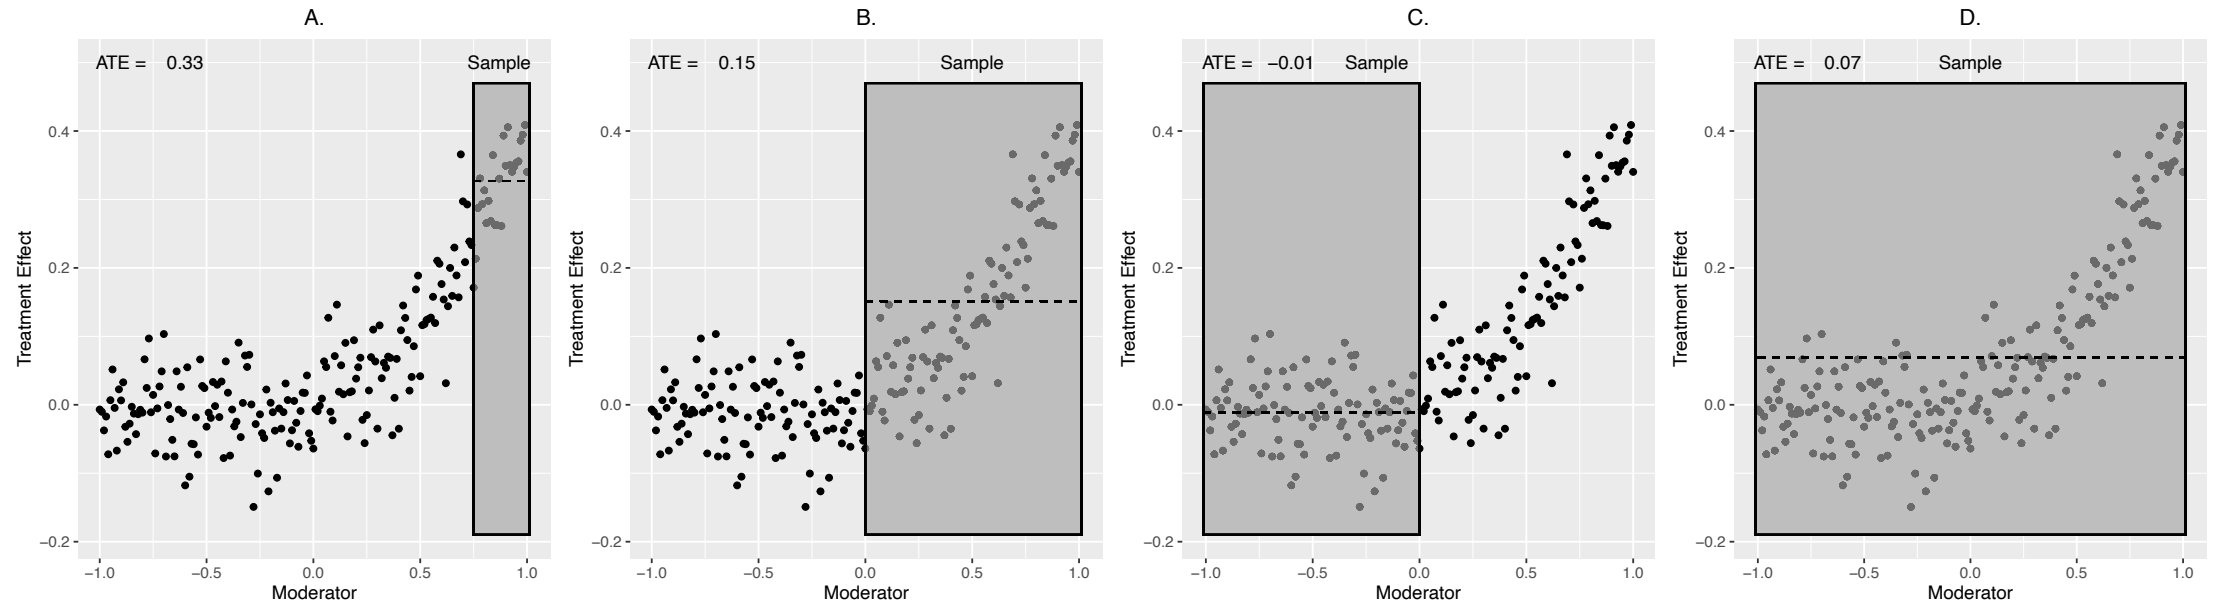 A.
ATE = 0.33 Sample
0.4
0.2
0.0
−0.2
Treatment Effect
−1.0 −0.5 0.0 0.5 1.0
Moderator
B.
ATE = 0.15 Sample
0.4
0.2
0.0
−0.2
Treatment Effect
−1.0 −0.5 0.0 0.5 1.0
Moderator
C.
ATE = −0.01 Sample
0.4
0.2
0.0
−0.2
Treatment Effect
−1.0 −0.5 0.0 0.5 1.0
Moderator
D.
ATE = 0.07 Sample
0.4
0.2
0.0
−0.2
Treatment Effect
−1.0 −0.5 0.0 0.5 1.0
Moderator